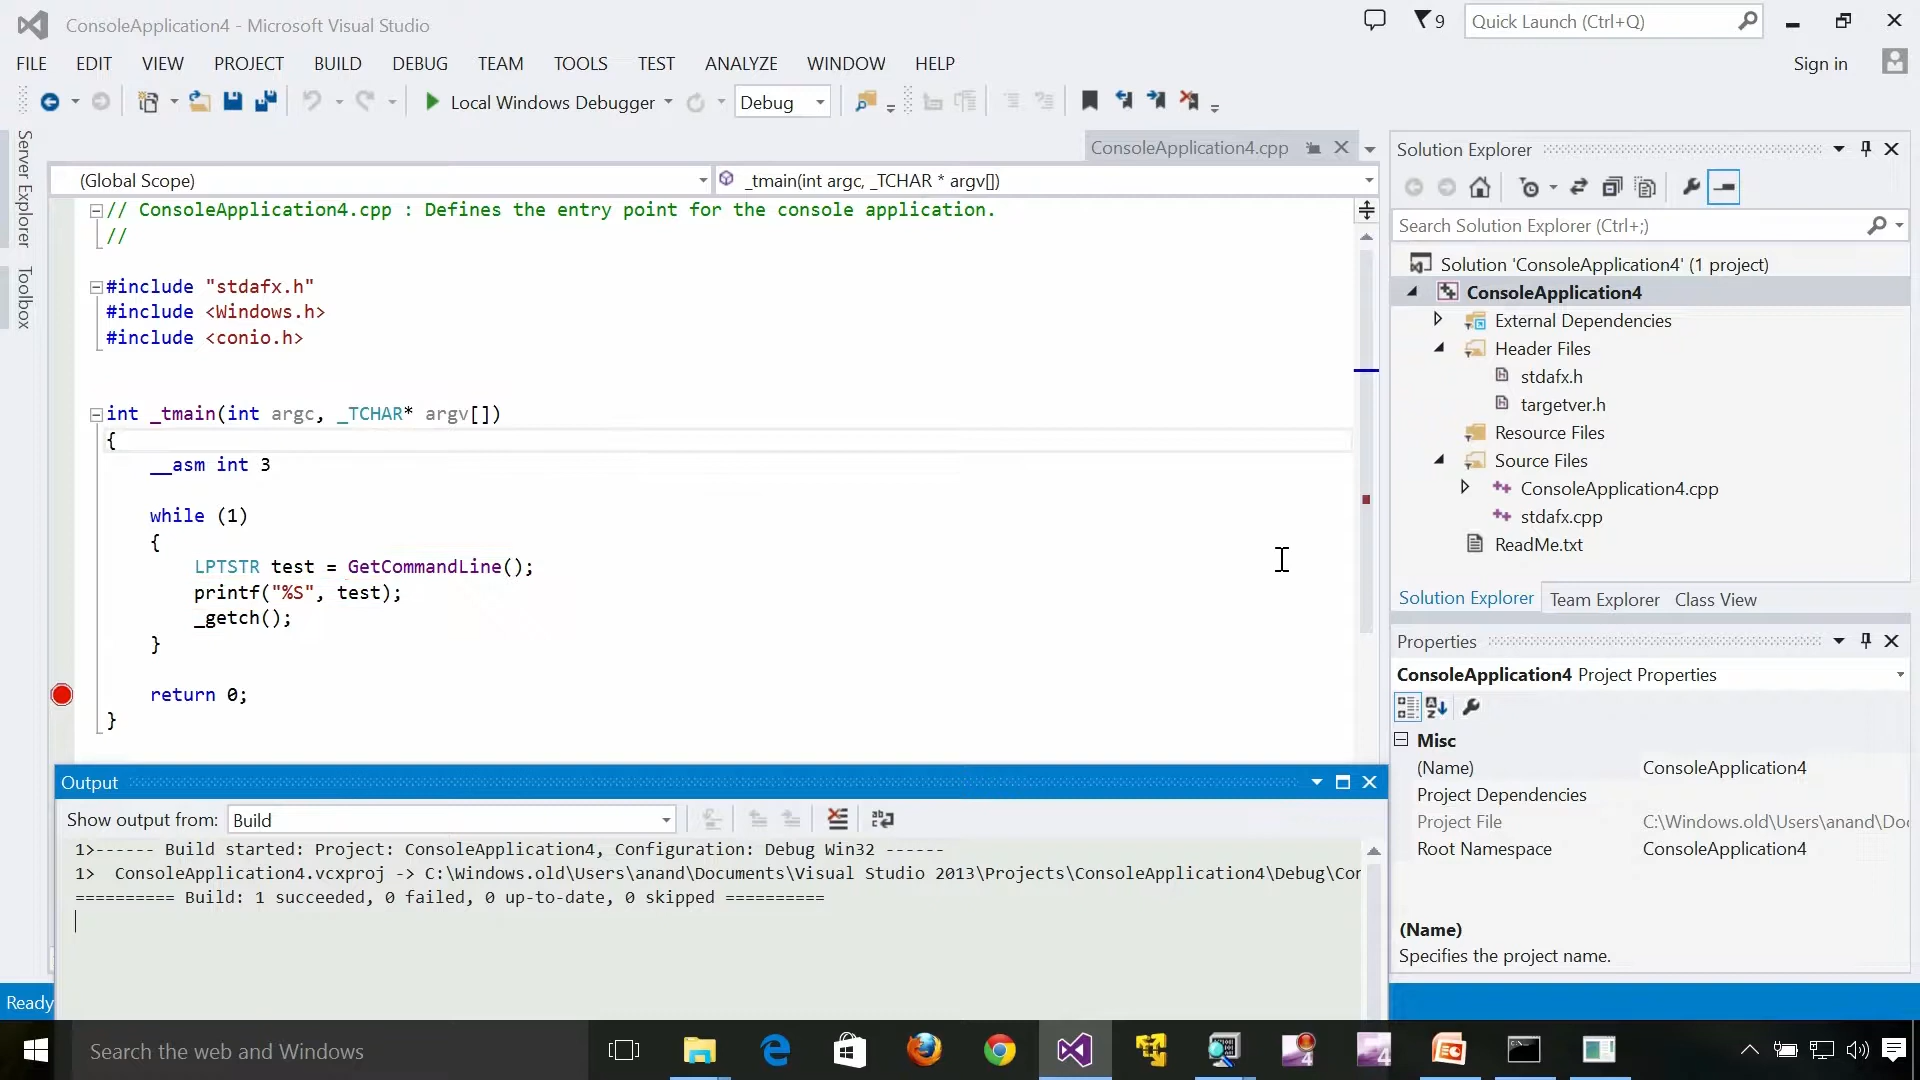 ConsoleApplication4 - Microsoft Visual Studio
9
Quick Launch (Ctrl+Q)
FILE EDIT VIEW PROJECT BUILD DEBUG TEAM TOOLS TEST ANALYZE WINDOW HELP
Sign in
Local Windows Debugger
Debug
Server Explorer
Toolbox
ConsoleApplication4.cpp
(Global Scope)
_tmain(int argc, _TCHAR * argv[])
// ConsoleApplication4.cpp : Defines the entry point for the console application.
//
#include "stdafx.h"
#include <Windows.h>
#include <conio.h>
int _tmain(int argc, _TCHAR* argv[])
{
__asm int 3
while (1)
{
LPTSTR test = GetCommandLine();
printf("%S", test);
_getch();
}
return 0;
}
Output
Show output from: Build
1>------ Build started: Project: ConsoleApplication4, Configuration: Debug Win32 ------
1>  ConsoleApplication4.vcxproj -> C:\Windows.old\Users\anand\Documents\Visual Studio 2013\Projects\ConsoleApplication4\Debug\Cor
========== Build: 1 succeeded, 0 failed, 0 up-to-date, 0 skipped ==========
Solution Explorer
Search Solution Explorer (Ctrl+;)
Solution 'ConsoleApplication4' (1 project)
ConsoleApplication4
External Dependencies
Header Files
stdafx.h
targetver.h
Resource Files
Source Files
ConsoleApplication4.cpp
stdafx.cpp
ReadMe.txt
Solution Explorer Team Explorer Class View
Properties
ConsoleApplication4 Project Properties
Misc
(Name) ConsoleApplication4
Project Dependencies
Project File C:\Windows.old\Users\anand\Doc
Root Namespace ConsoleApplication4
(Name)
Specifies the project name.
Ready
Search the web and Windows